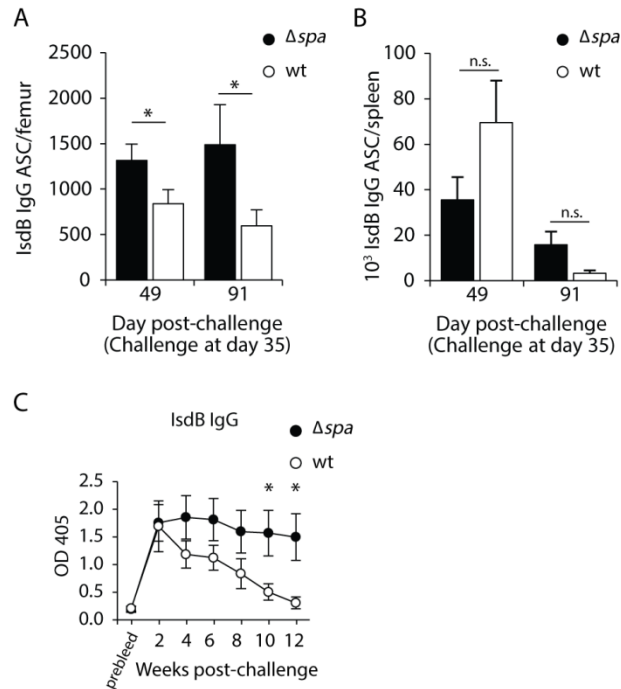 A
Δspa
wt
2500
2000
1500
1000
500
0
IsdB IgG ASC/femur
*
*
49
91
Day post-challenge
(Challenge at day 35)
B
Δspa
wt
100
80
60
40
20
0
10³ IsdB IgG ASC/spleen
n.s.
n.s.
49
91
Day post-challenge
(Challenge at day 35)
C
IsdB IgG
Δspa
wt
2.5
2.0
1.5
1.0
0.5
0.0
OD 405
* *
prebleed 2 4 6 8 10 12
Weeks post-challenge